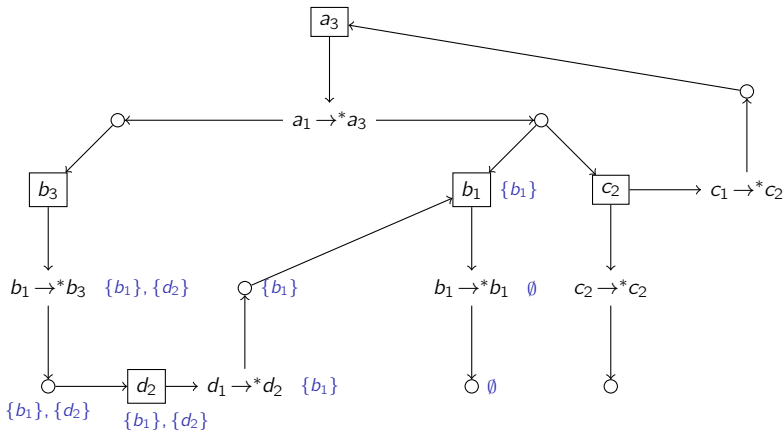 a₃
a₁ →* a₃
b₃
b₁ {b₁}
c₂
c₁ →* c₂
b₁ →* b₃ {b₁}, {d₂}
{b₁}
b₁ →* b₁ ∅
c₂ →* c₂
d₂
d₁ →* d₂ {b₁}
∅
{b₁}, {d₂}
{b₁}, {d₂}